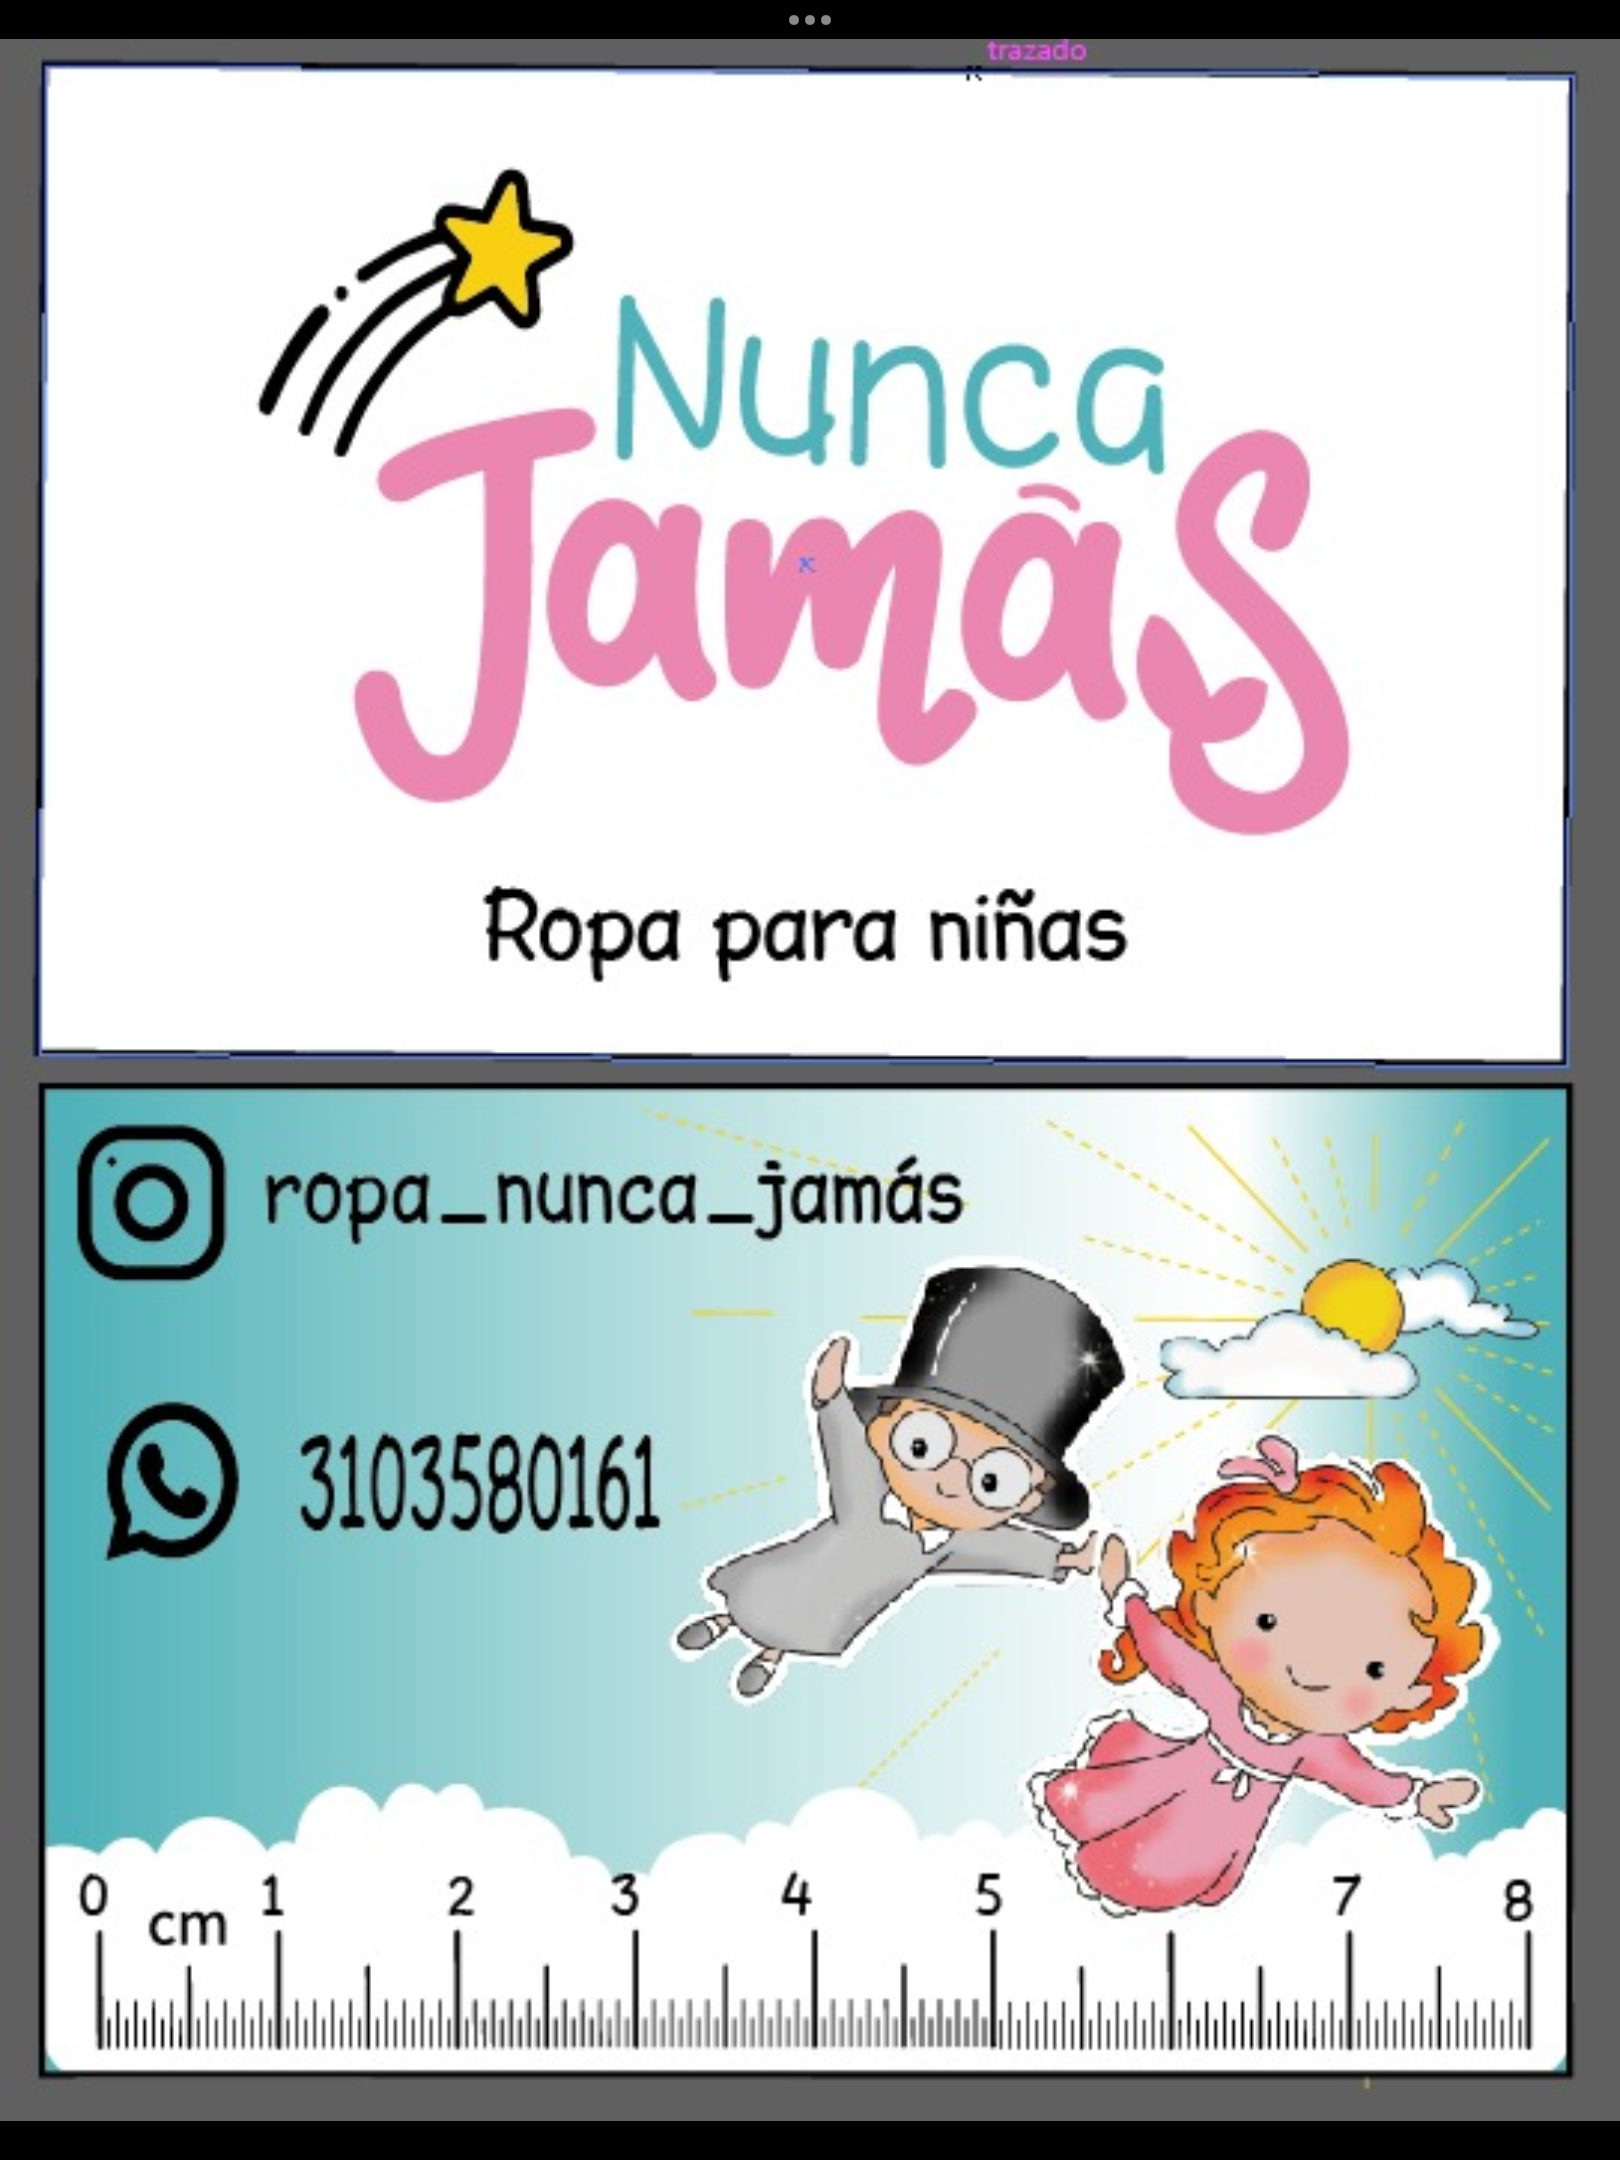 trazado
Nunca
Jamás
Ropa para niñas
ropa_nunca_jamás
3103580161
0 1 2 3 4 5 7 8
cm